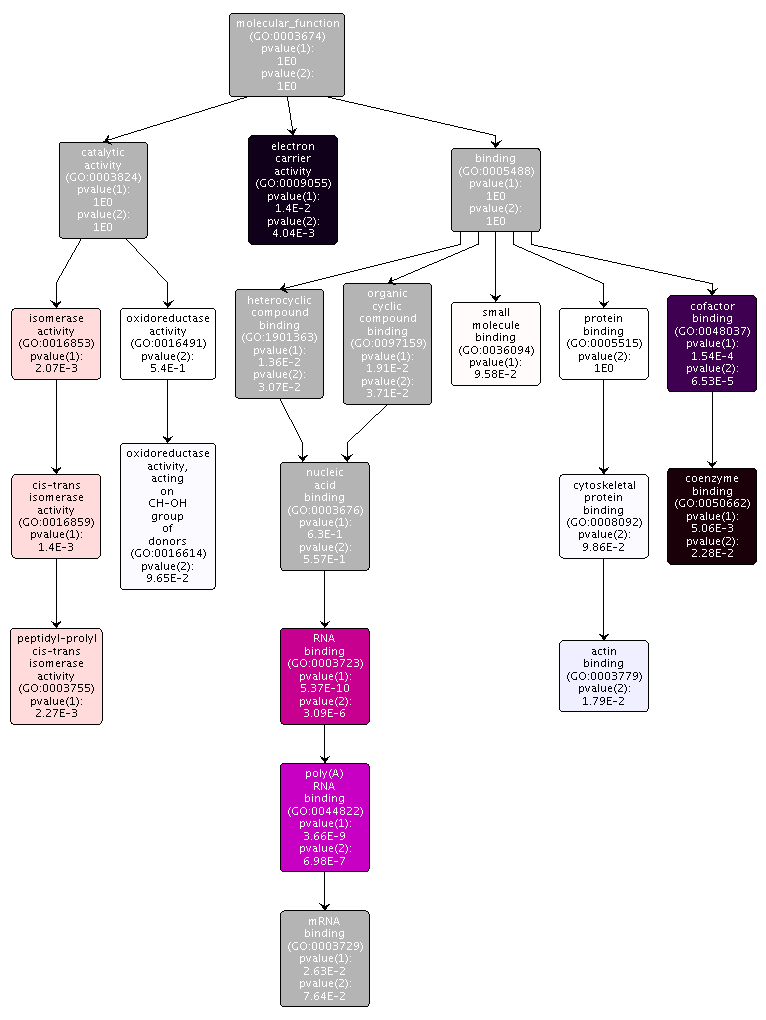 molecular_function
(GO:0003674)
pvalue(1):
1E0
pvalue(2):
1E0
catalytic
activity
(GO:0003824)
pvalue(1):
1E0
pvalue(2):
1E0
electron
carrier
activity
(GO:0009055)
pvalue(1):
1.4E-2
pvalue(2):
4.04E-3
binding
(GO:0005488)
pvalue(1):
1E0
pvalue(2):
1E0
isomerase
activity
(GO:0016853)
pvalue(1):
2.07E-3
oxidoreductase
activity
(GO:0016491)
pvalue(2):
5.4E-1
heterocyclic
compound
binding
(GO:1901363)
pvalue(1):
1.36E-2
pvalue(2):
3.07E-2
organic
cyclic
compound
binding
(GO:0097159)
pvalue(1):
1.91E-2
pvalue(2):
3.71E-2
small
molecule
binding
(GO:0036094)
pvalue(1):
9.58E-2
protein
binding
(GO:0005515)
pvalue(2):
1E0
cofactor
binding
(GO:0048037)
pvalue(1):
1.54E-4
pvalue(2):
6.53E-5
cis-trans
isomerase
activity
(GO:0016859)
pvalue(1):
1.4E-3
oxidoreductase
activity,
acting
on
CH-OH
group
of
donors
(GO:0016614)
pvalue(2):
9.65E-2
nucleic
acid
binding
(GO:0003676)
pvalue(1):
6.3E-1
pvalue(2):
5.57E-1
cytoskeletal
protein
binding
(GO:0008092)
pvalue(2):
9.86E-2
coenzyme
binding
(GO:0050662)
pvalue(1):
5.06E-3
pvalue(2):
2.28E-2
peptidyl-prolyl
cis-trans
isomerase
activity
(GO:0003755)
pvalue(1):
2.27E-3
RNA
binding
(GO:0003723)
pvalue(1):
5.37E-10
pvalue(2):
3.09E-6
actin
binding
(GO:0003779)
pvalue(2):
1.79E-2
poly(A)
RNA
binding
(GO:0044822)
pvalue(1):
3.66E-9
pvalue(2):
6.98E-7
mRNA
binding
(GO:0003729)
pvalue(1):
2.63E-2
pvalue(2):
7.64E-2